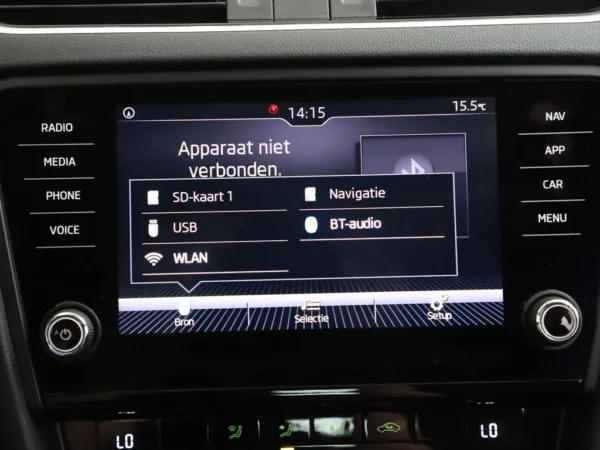 14:15
15.5°C
RADIO
MEDIA
PHONE
VOICE
Apparaat niet
verbonden.
SD-kaart 1
USB
WLAN
Navigatie
BT-audio
Bron
Selectie
Setup
NAV
APP
CAR
MENU
LO
LO